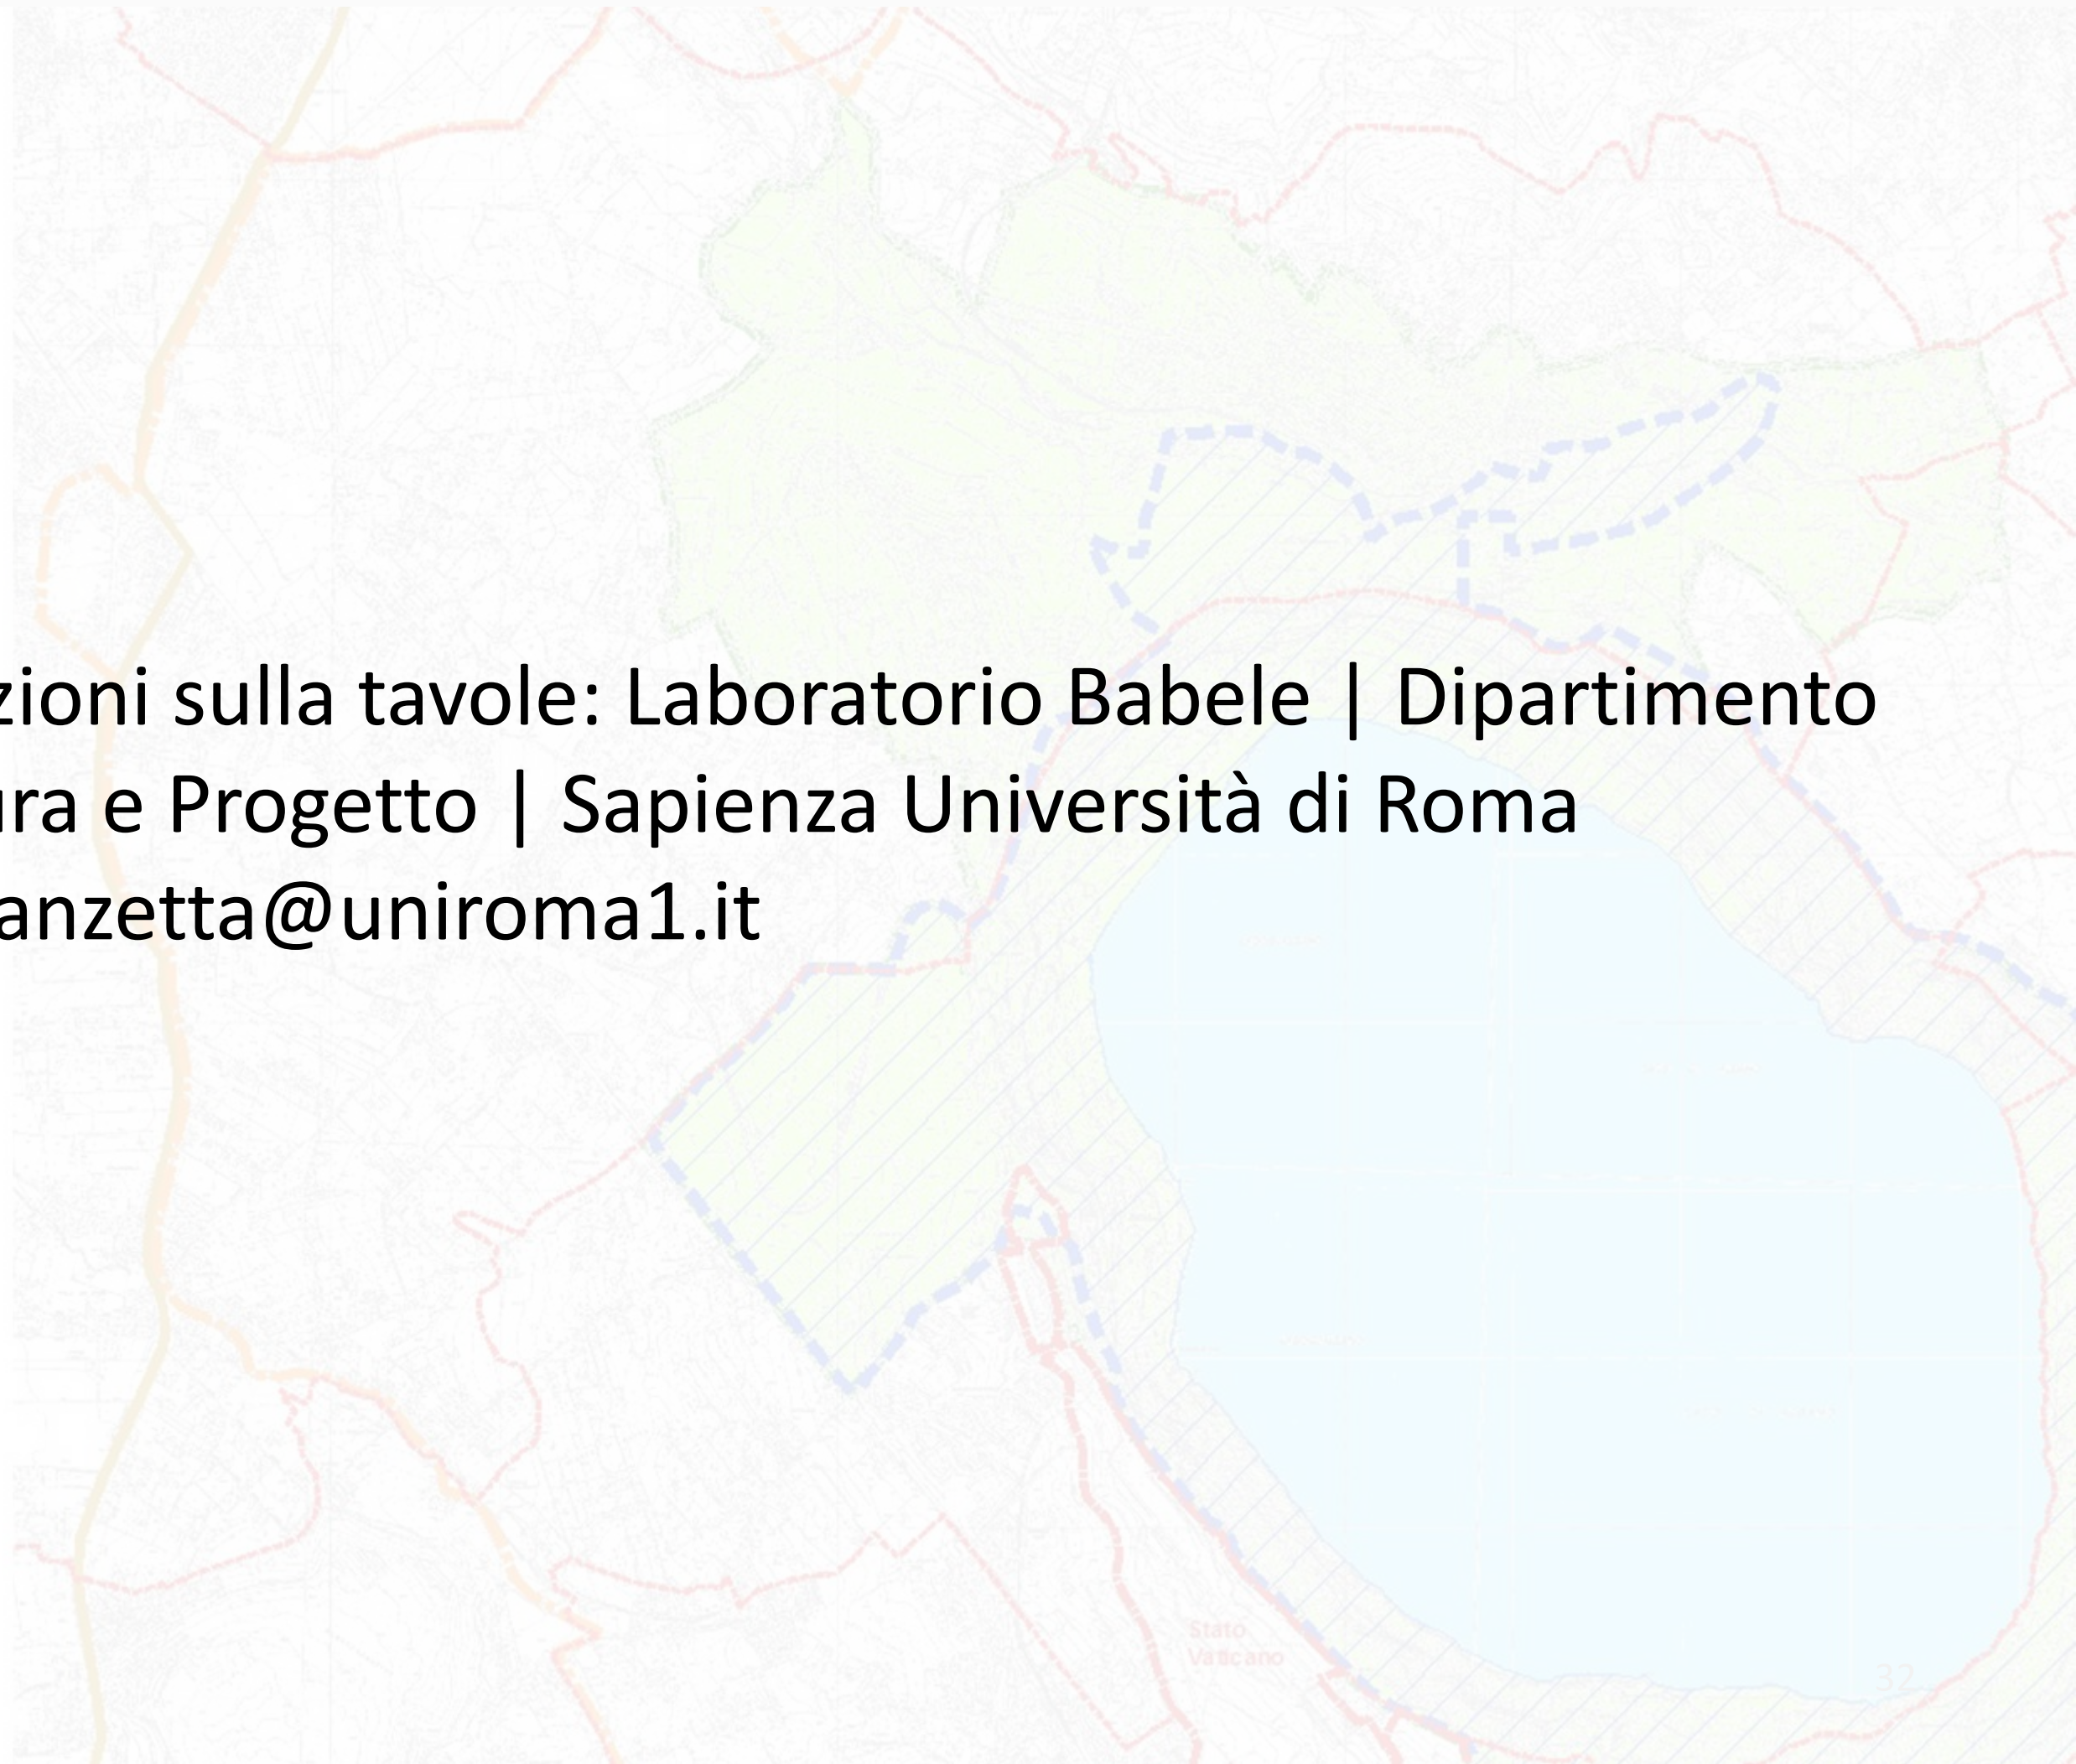 zioni sulla tavole: Laboratorio Babele | Dipartimento
ura e Progetto | Sapienza Università di Roma
anzetta@uniroma1.it
Stato
Vaticano
32